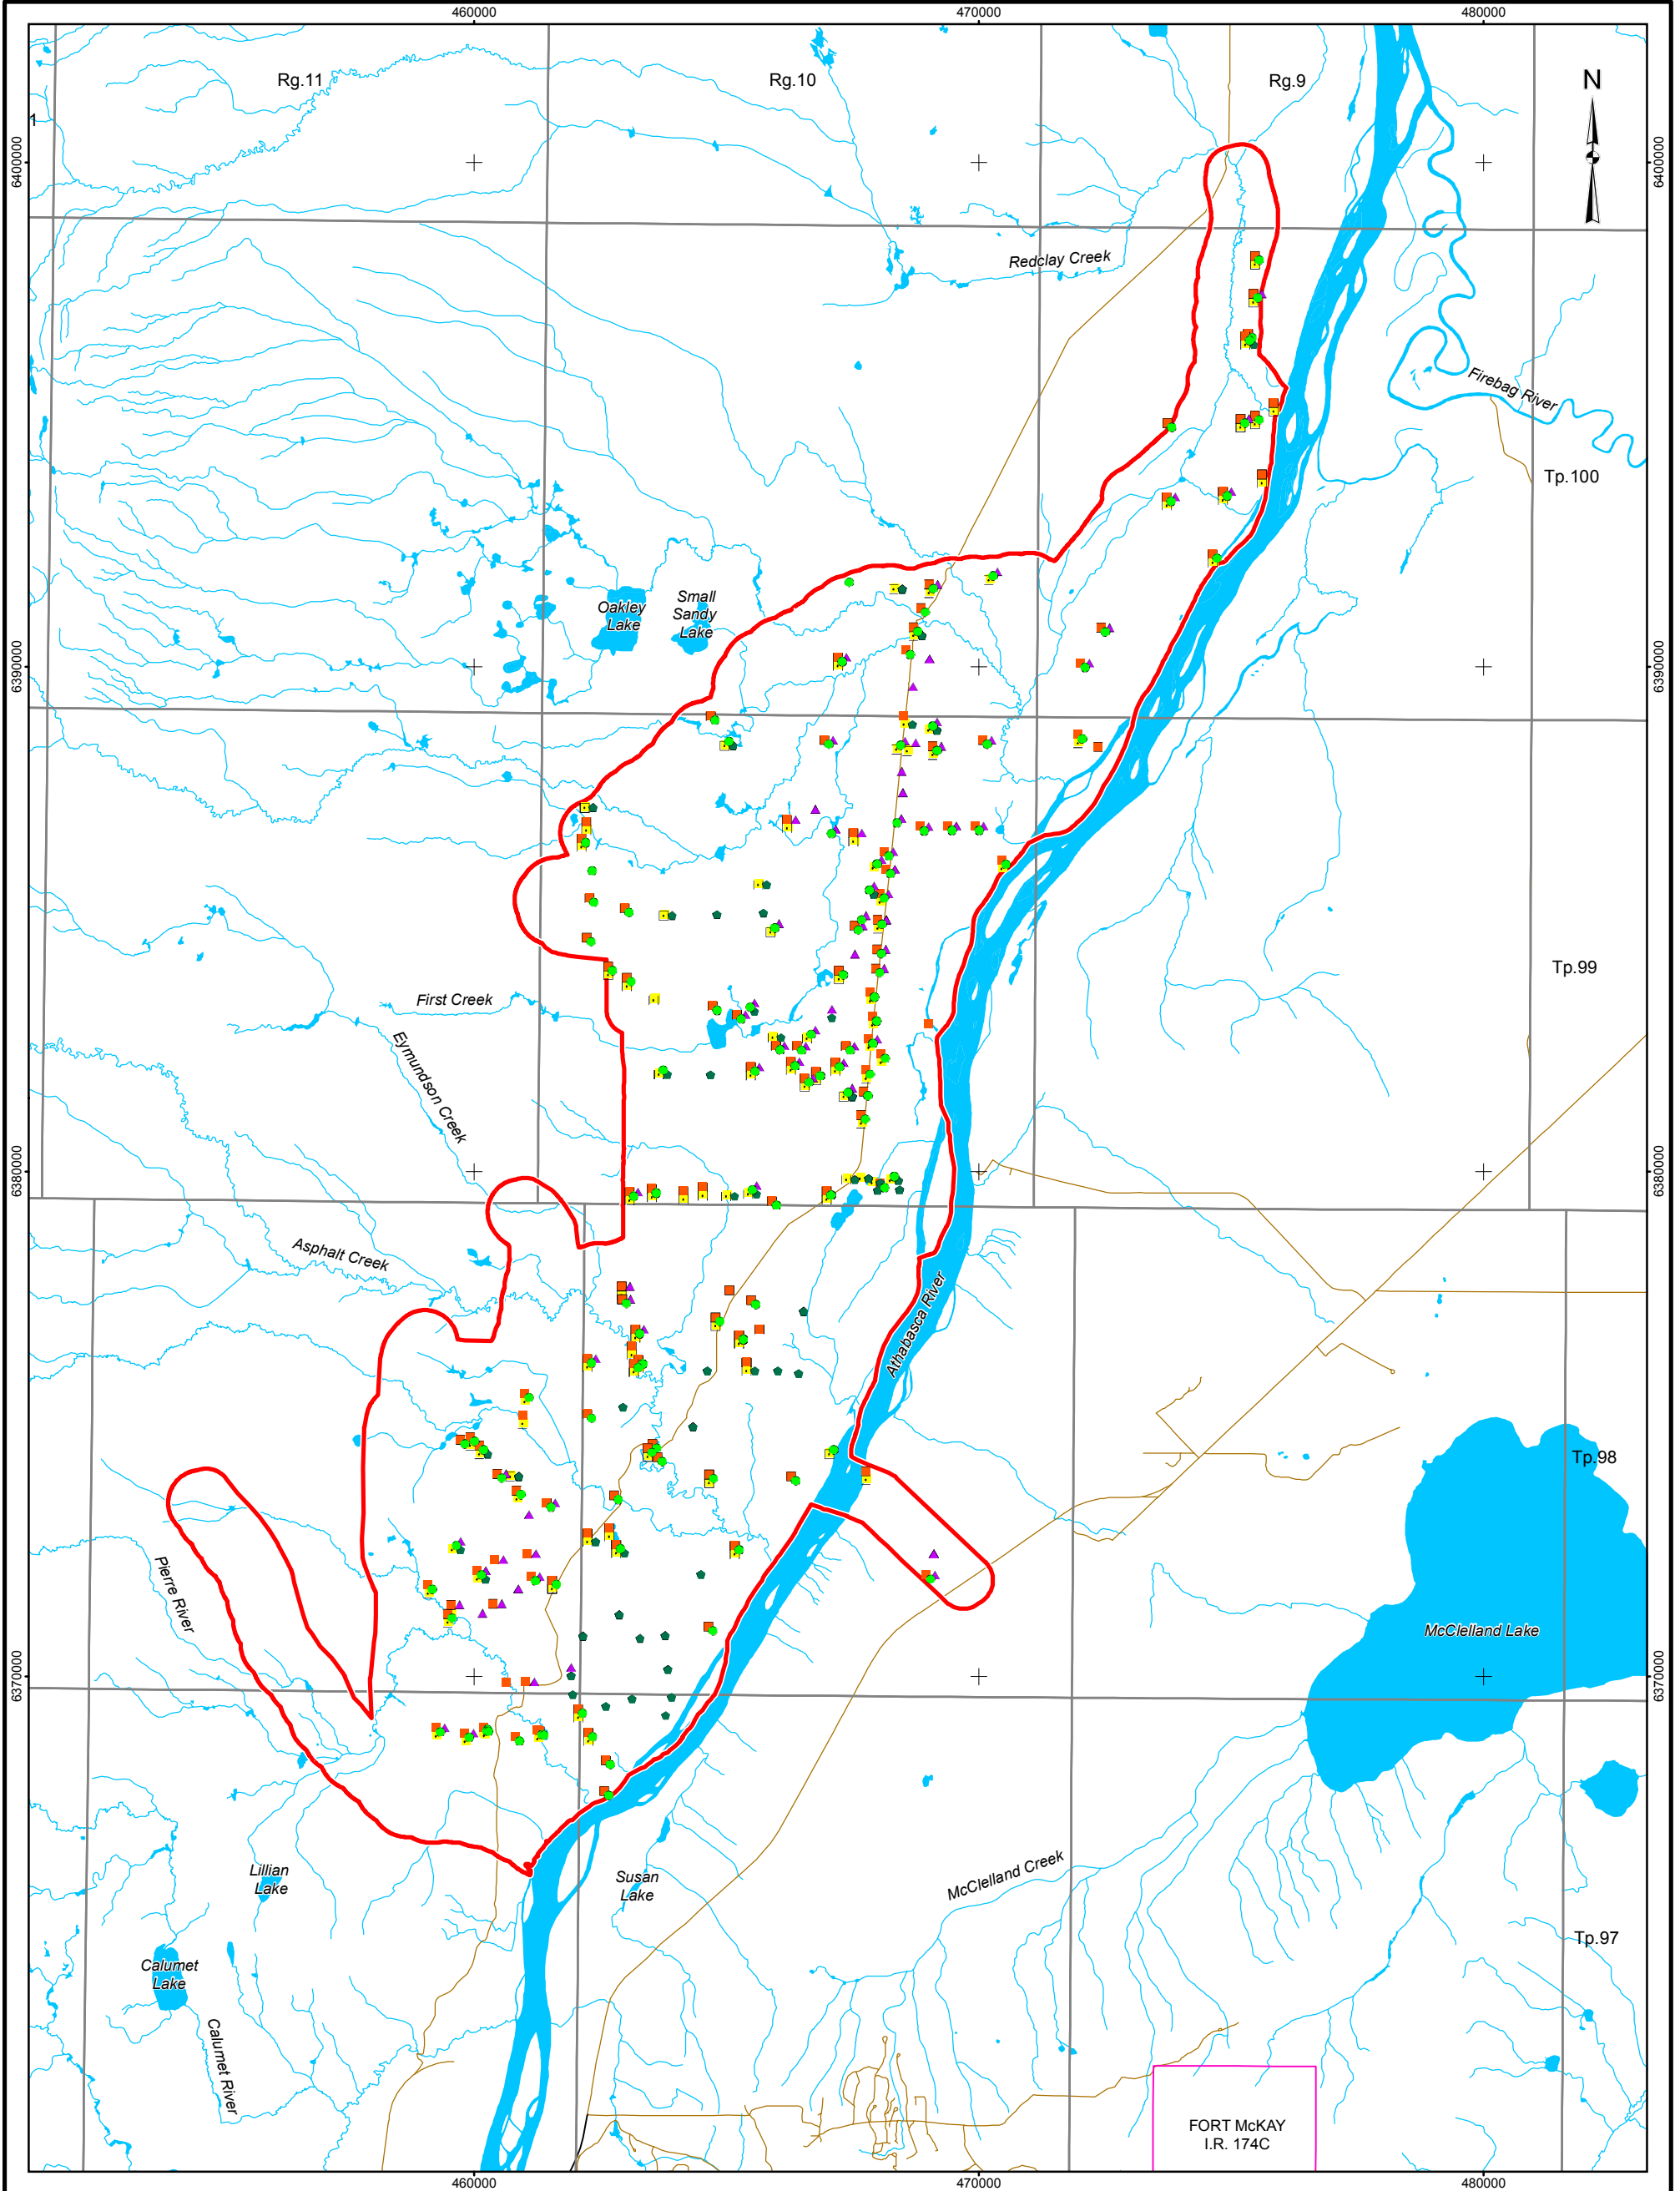 460000
470000
480000
Rg.11
Rg.10
Rg.9
N
1
6400000
6400000
Redclay Creek
Firebag River
Tp.100
Oakley
Lake
Small
Sandy
Lake
6390000
6390000
Tp.99
First Creek
Eymundson Creek
6380000
6380000
Asphalt Creek
Athabasca River
Tp.98
Pierre River
McClelland Lake
6370000
6370000
Lillian
Lake
Susan
Lake
McClelland Creek
Tp.97
Calumet
Lake
Calumet River
FORT McKAY
I.R. 174C
460000
470000
480000